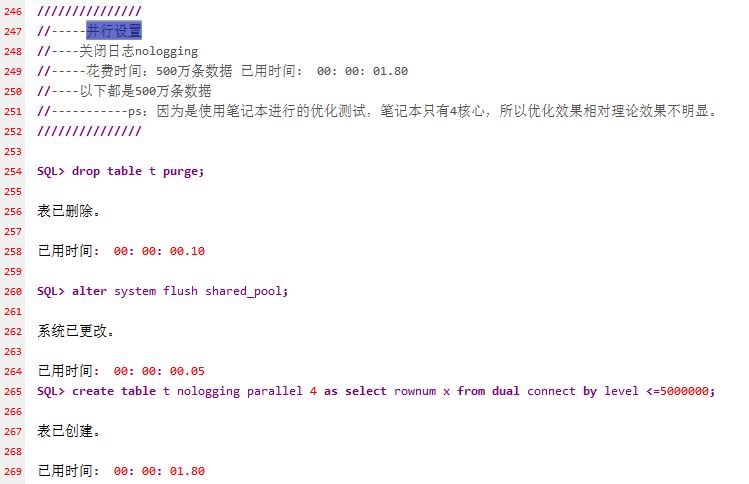 246 ///////////////
247 //-----并行设置
248 //----关闭日志nologging
249 //-----花费时间：500万条数据 已用时间： 00: 00: 01.80
250 //----以下都是500万条数据
251 //-----------ps：因为是使用笔记本进行的优化测试，笔记本只有4核心，所以优化效果相对理论效果不明显。
252 ///////////////
253
254 SQL> drop table t purge;
255
256 表已删除。
257
258 已用时间： 00: 00: 00.10
259
260 SQL> alter system flush shared_pool;
261
262 系统已更改。
263
264 已用时间： 00: 00: 00.05
265 SQL> create table t nologging parallel 4 as select rownum x from dual connect by level <=5000000;
266
267 表已创建。
268
269 已用时间： 00: 00: 01.80